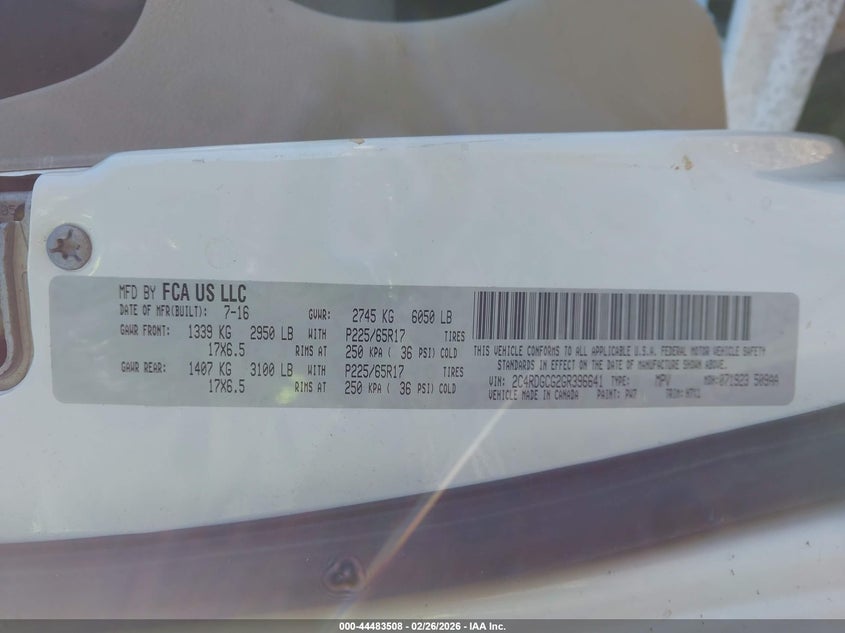 MFD BY FCA US LLC
DATE OF MFR(BUILT): 7-16 GVWR: 2745 KG 6050 LB
GAWR FRONT: 1339 KG 2950 LB WITH P225/65R17 TIRES
17X6.5 RIMS AT 250 KPA ( 36 PSI) COLD
GAWR REAR: 1407 KG 3100 LB WITH P225/65R17 TIRES
17X6.5 RIMS AT 250 KPA ( 36 PSI) COLD
THIS VEHICLE CONFORMS TO ALL APPLICABLE U.S.A. FEDERAL MOTOR VEHICLE SAFETY
STANDARDS IN EFFECT ON THE DATE OF MANUFACTURE SHOWN ABOVE.
VIN: 2C4RDGCG2GR396641 TYPE: MPV MDH: 071923 509AA
VEHICLE MADE IN CANADA PAINT: PW7 TRIM:
000-44483508 - 02/26/2026 - IAA Inc.